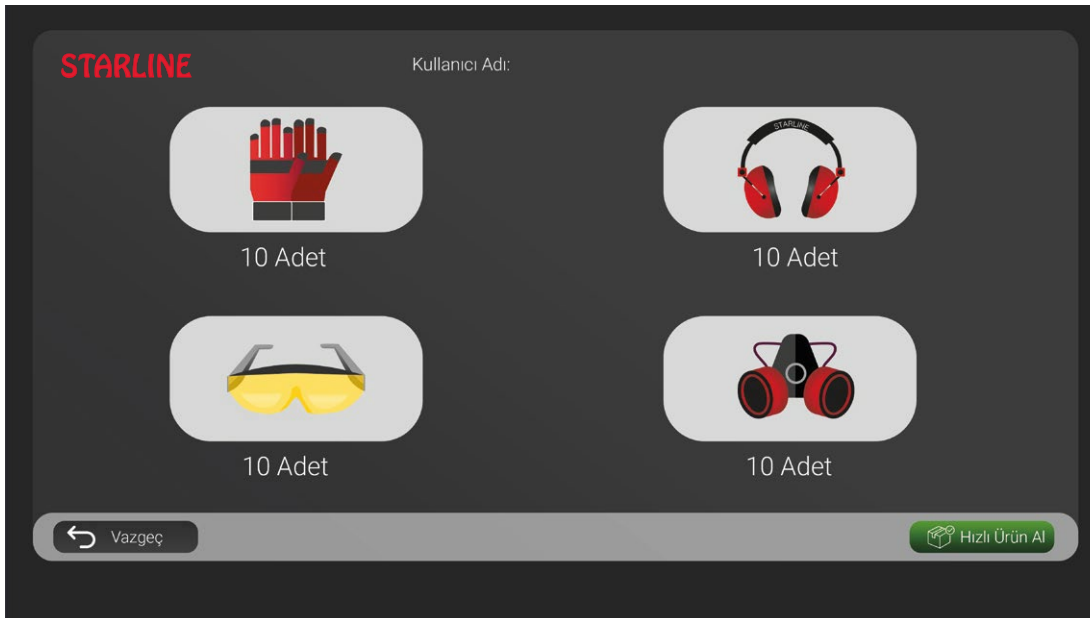 STARLINE
Kullanıcı Adı:
STARLINE
10 Adet
10 Adet
10 Adet
10 Adet
Vazgeç
Hızlı Ürün Al